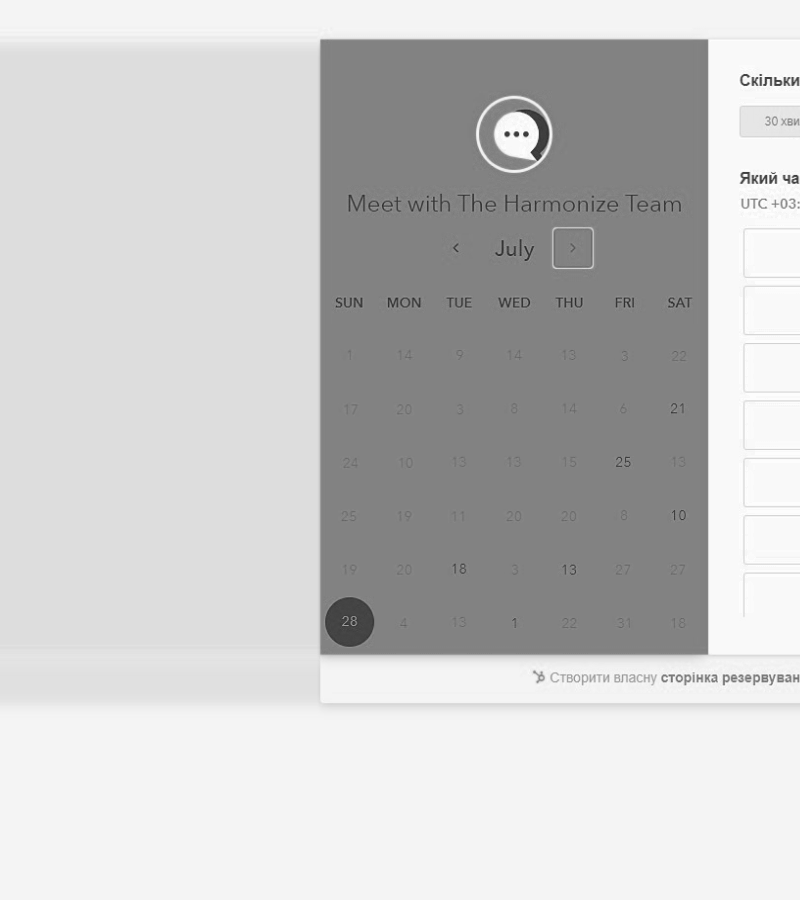 Meet with The Harmonize Team
July
SUN MON TUE WED THU FRI SAT
1 14 9 14 13 3 22
17 20 3 8 14 6 21
24 10 13 13 15 25 13
25 19 11 20 20 8 10
19 20 18 3 13 27 27
28 4 13 1 22 31 18
Скільки
30 хви
Який ча
UTC +03:
Створити власну сторінка резервуван